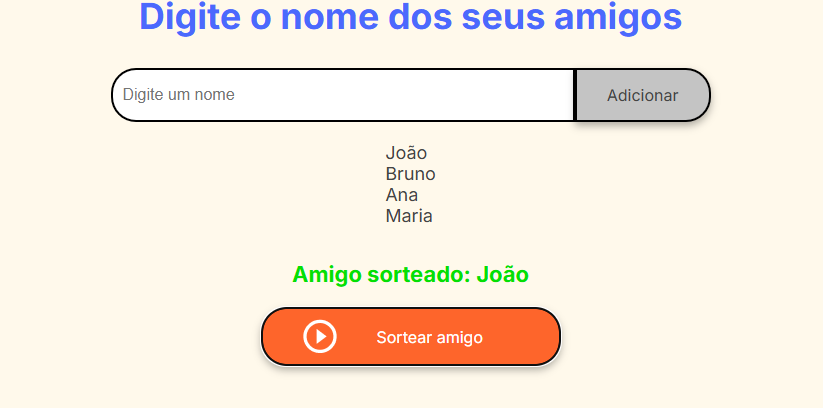 Digite o nome dos seus amigos
Digite um nome
Adicionar
João
Bruno
Ana
Maria
Amigo sorteado: João
Sortear amigo